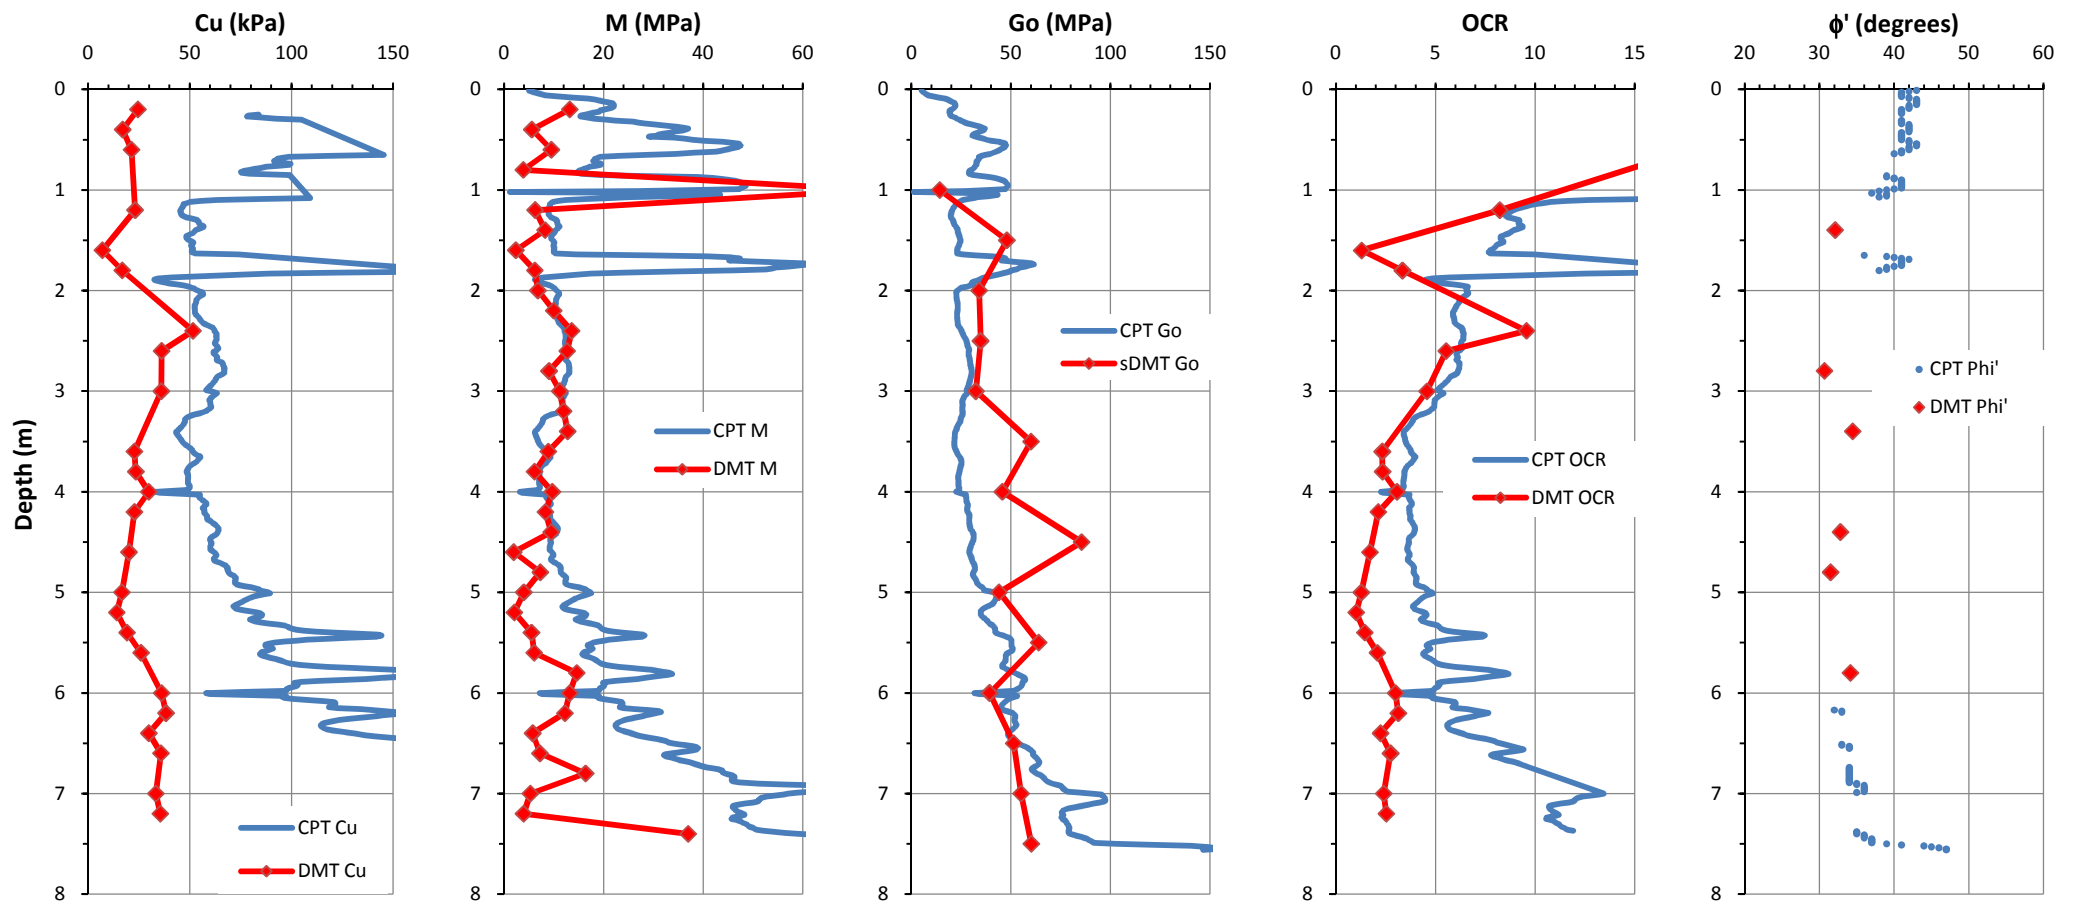 Cu (kPa)
M (MPa)
Go (MPa)
OCR
ϕ' (degrees)
0 50 100 150
0 20 40 60
0 50 100 150
0 5 10 15
20 30 40 50 60
0 0 0 0 0
1 1 1 1 1
2 2 2 2 2
CPT Go
sDMT Go
CPT Phi'
DMT Phi'
3 3 3 3 3
CPT M
DMT M
CPT OCR
DMT OCR
Depth (m)
4 4 4 4 4
5 5 5 5 5
6 6 6 6 6
7 7 7 7 7
CPT Cu
DMT Cu
8 8 8 8 8